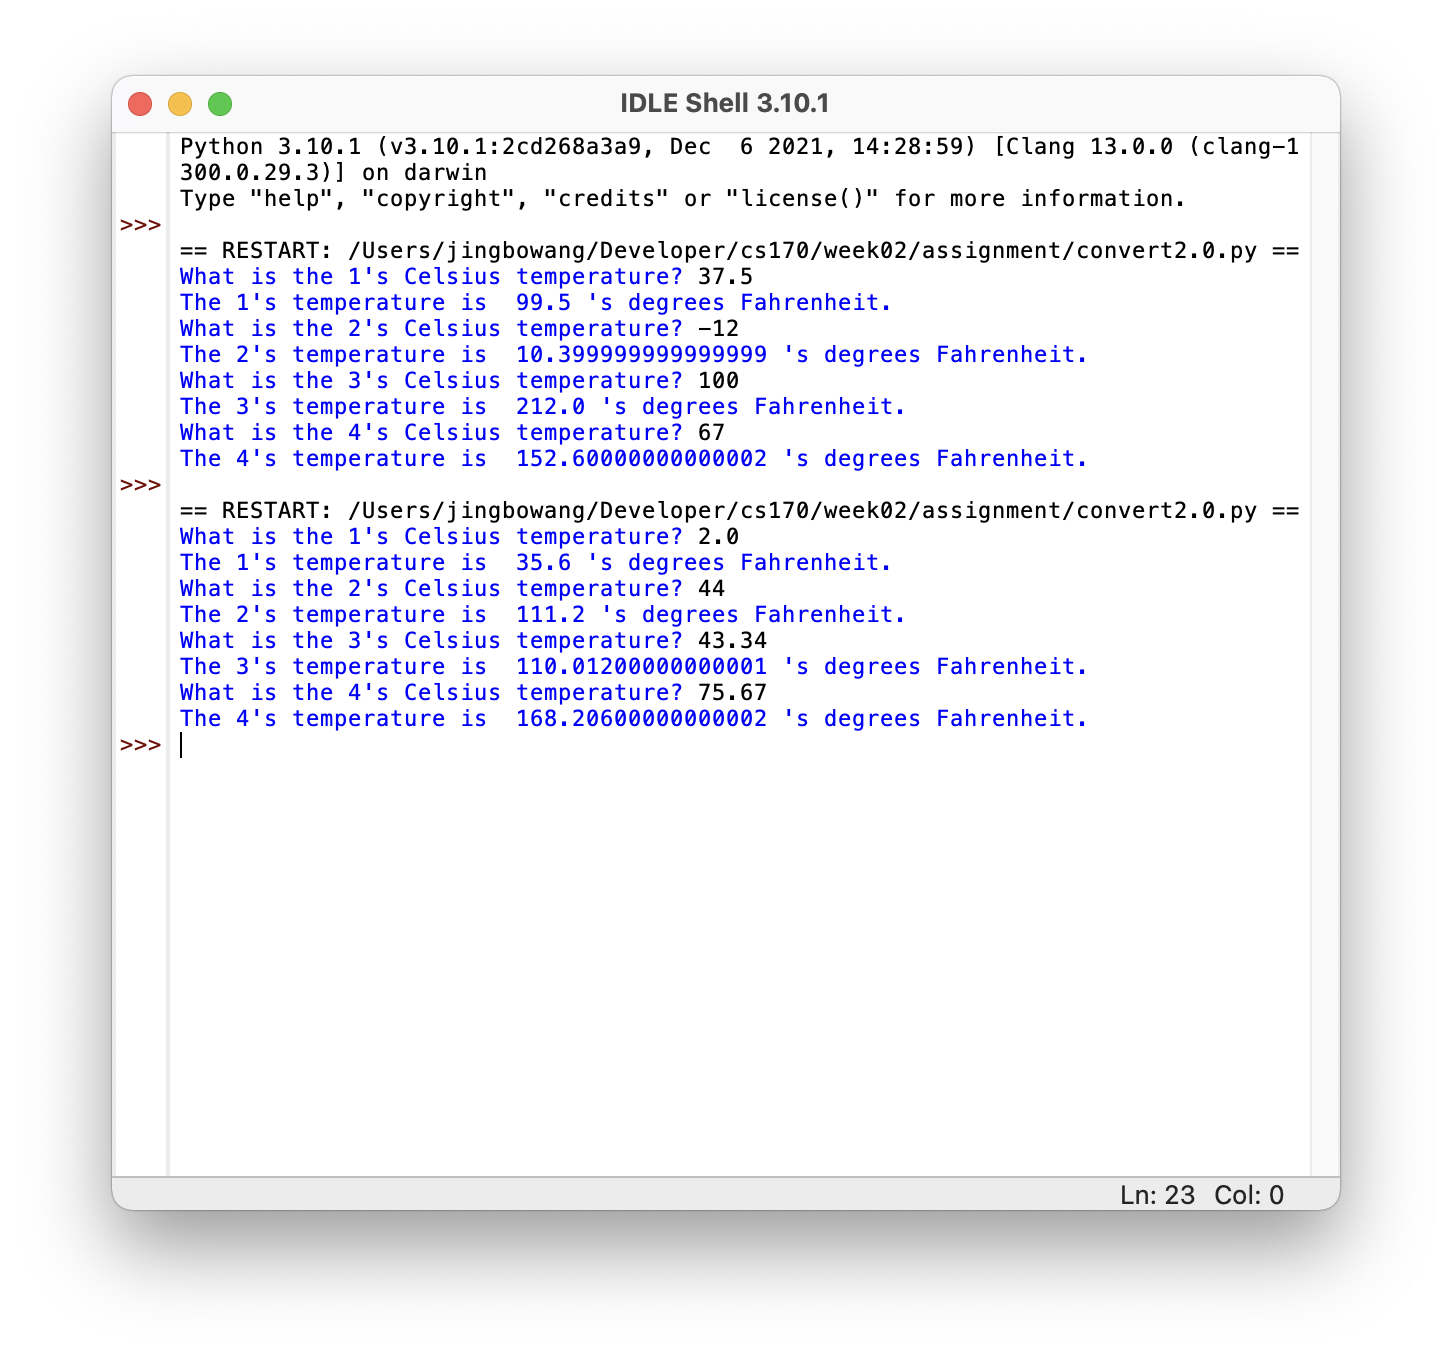 IDLE Shell 3.10.1
Python 3.10.1 (v3.10.1:2cd268a3a9, Dec  6 2021, 14:28:59) [Clang 13.0.0 (clang-1
300.0.29.3)] on darwin
Type "help", "copyright", "credits" or "license()" for more information.
>>>
== RESTART: /Users/jingbowang/Developer/cs170/week02/assignment/convert2.0.py ==
What is the 1's Celsius temperature? 37.5
The 1's temperature is  99.5 's degrees Fahrenheit.
What is the 2's Celsius temperature? -12
The 2's temperature is  10.399999999999999 's degrees Fahrenheit.
What is the 3's Celsius temperature? 100
The 3's temperature is  212.0 's degrees Fahrenheit.
What is the 4's Celsius temperature? 67
The 4's temperature is  152.60000000000002 's degrees Fahrenheit.
>>>
== RESTART: /Users/jingbowang/Developer/cs170/week02/assignment/convert2.0.py ==
What is the 1's Celsius temperature? 2.0
The 1's temperature is  35.6 's degrees Fahrenheit.
What is the 2's Celsius temperature? 44
The 2's temperature is  111.2 's degrees Fahrenheit.
What is the 3's Celsius temperature? 43.34
The 3's temperature is  110.01200000000001 's degrees Fahrenheit.
What is the 4's Celsius temperature? 75.67
The 4's temperature is  168.20600000000002 's degrees Fahrenheit.
>>>
Ln: 23  Col: 0